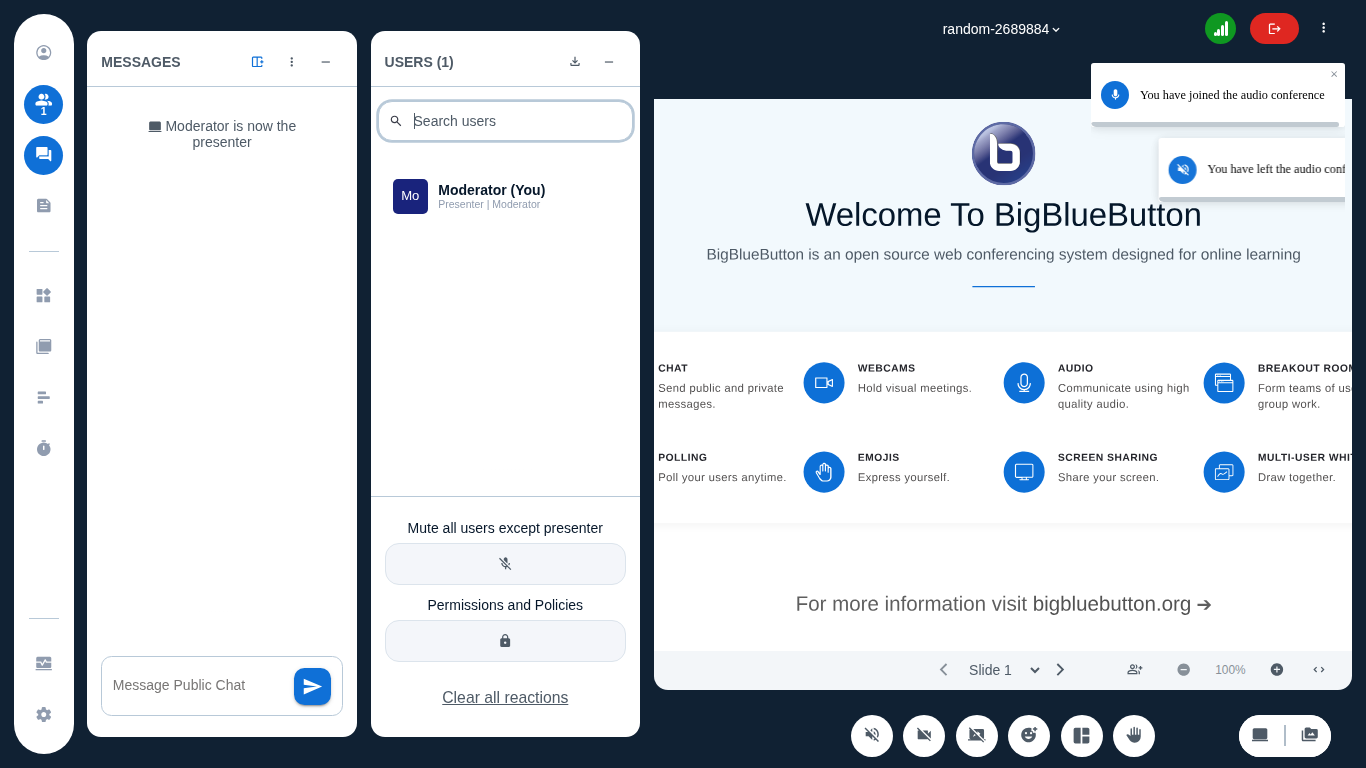 random-2689884
1
MESSAGES
Moderator is now the
presenter
Message Public Chat
USERS (1)
Search users
Mo
Moderator (You)
Presenter | Moderator
Mute all users except presenter
Permissions and Policies
Clear all reactions
You have joined the audio conference
You have left the audio conf
Welcome To BigBlueButton
BigBlueButton is an open source web conferencing system designed for online learning
CHAT
Send public and private
messages.
WEBCAMS
Hold visual meetings.
AUDIO
Communicate using high
quality audio.
BREAKOUT ROOM
Form teams of us
group work.
POLLING
Poll your users anytime.
EMOJIS
Express yourself.
SCREEN SHARING
Share your screen.
MULTI-USER WHIT
Draw together.
For more information visit bigbluebutton.org ➔
Slide 1
100%